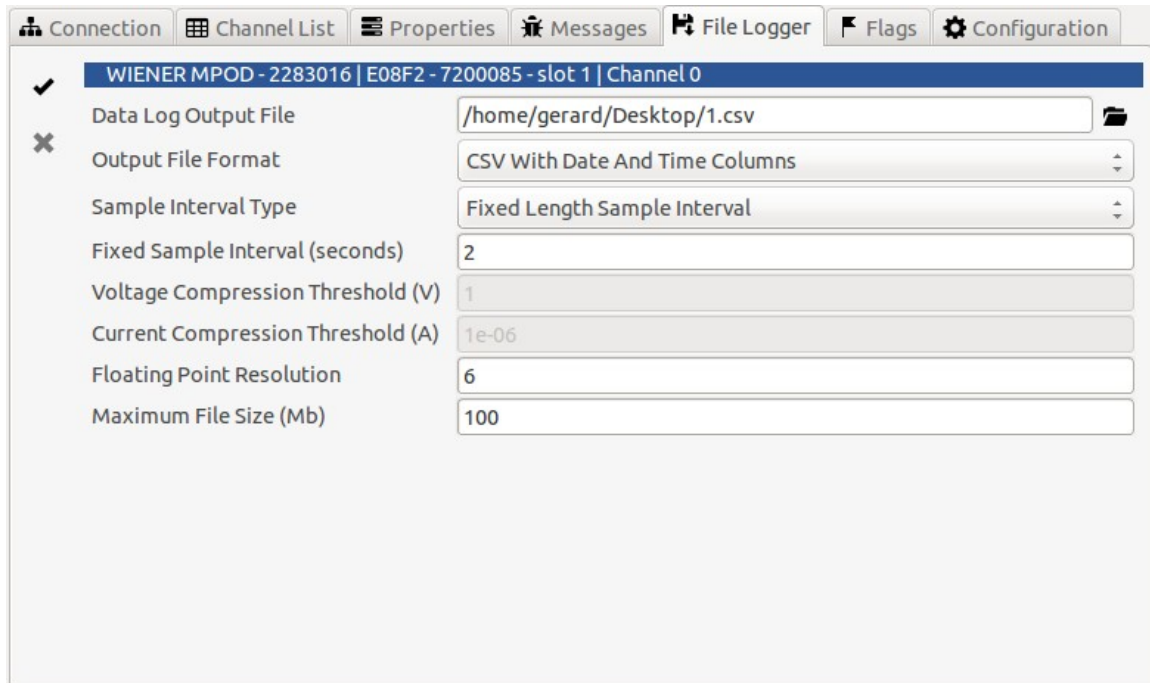 Connection Channel List Properties Messages File Logger Flags Configuration
WIENER MPOD - 2283016 | E08F2 - 7200085 - slot 1 | Channel 0
Data Log Output File /home/gerard/Desktop/1.csv
Output File Format CSV With Date And Time Columns
Sample Interval Type Fixed Length Sample Interval
Fixed Sample Interval (seconds) 2
Voltage Compression Threshold (V) 1
Current Compression Threshold (A) 1e-06
Floating Point Resolution 6
Maximum File Size (Mb) 100